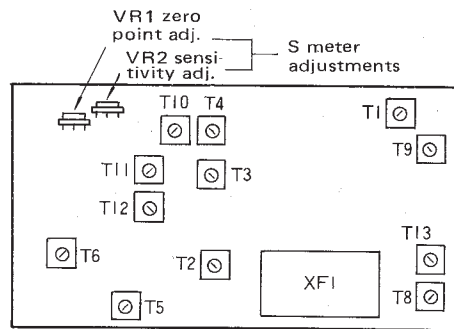 VR1 zero
point adj.
VR2 sensi-
tivity adj.
S meter
adjustments
T10 T4
T1
T9
T11
T3
T12
T6
T2
XF1
T13
T8
T5